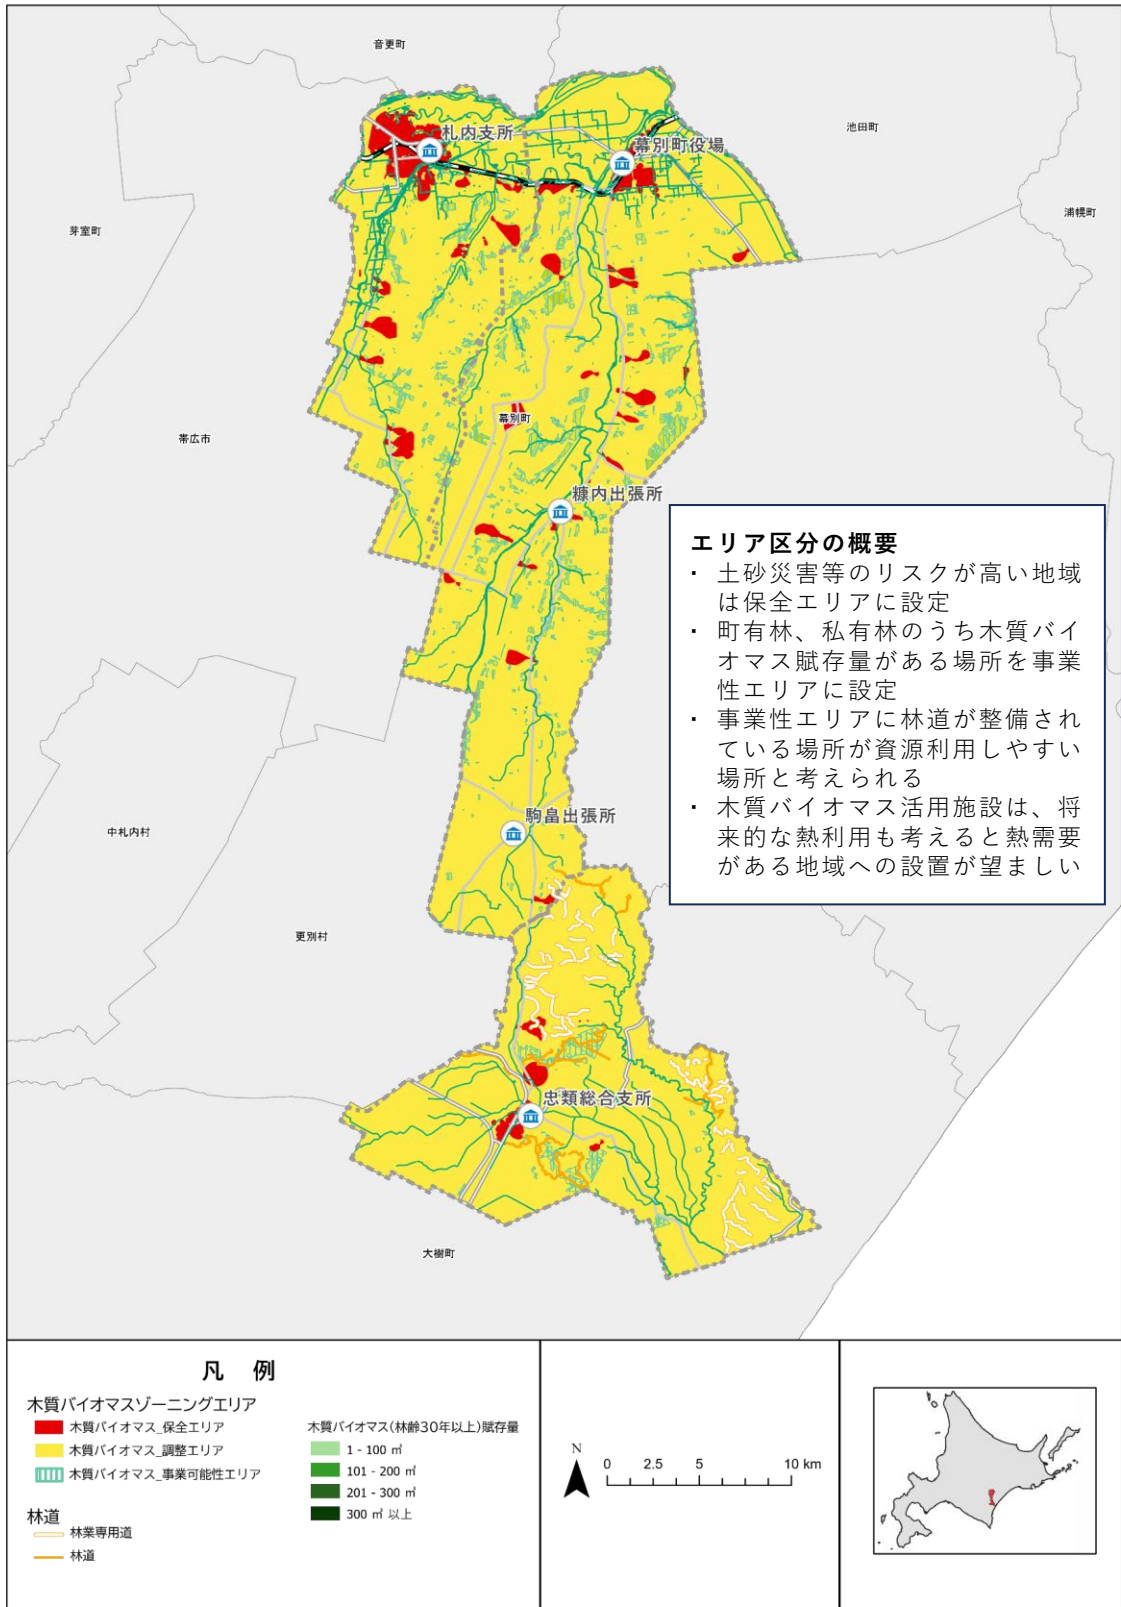 音更町
札内支所
池田町
幕別町役場
浦幌町
芽室町
帯広市
幕別町
糠内出張所
エリア区分の概要
・ 土砂災害等のリスクが高い地域
は保全エリアに設定
・ 町有林、私有林のうち木質バイ
オマス賦存量がある場所を事業
性エリアに設定
・ 事業性エリアに林道が整備され
ている場所が資源利用しやすい
場所と考えられる
・ 木質バイオマス活用施設は、将
来的な熱利用も考えると熱需要
がある地域への設置が望ましい
駒畠出張所
中札内村
更別村
忠類総合支所
大樹町
凡 例
木質バイオマスゾーニングエリア
木質バイオマス_保全エリア
木質バイオマス_調整エリア
木質バイオマス_事業可能性エリア
林道
林業専用道
林道
木質バイオマス(林齢30年以上)賦存量
1 - 100 ㎥
101 - 200 ㎥
201 - 300 ㎥
300 ㎥ 以上
N
0 2.5 5 10 km